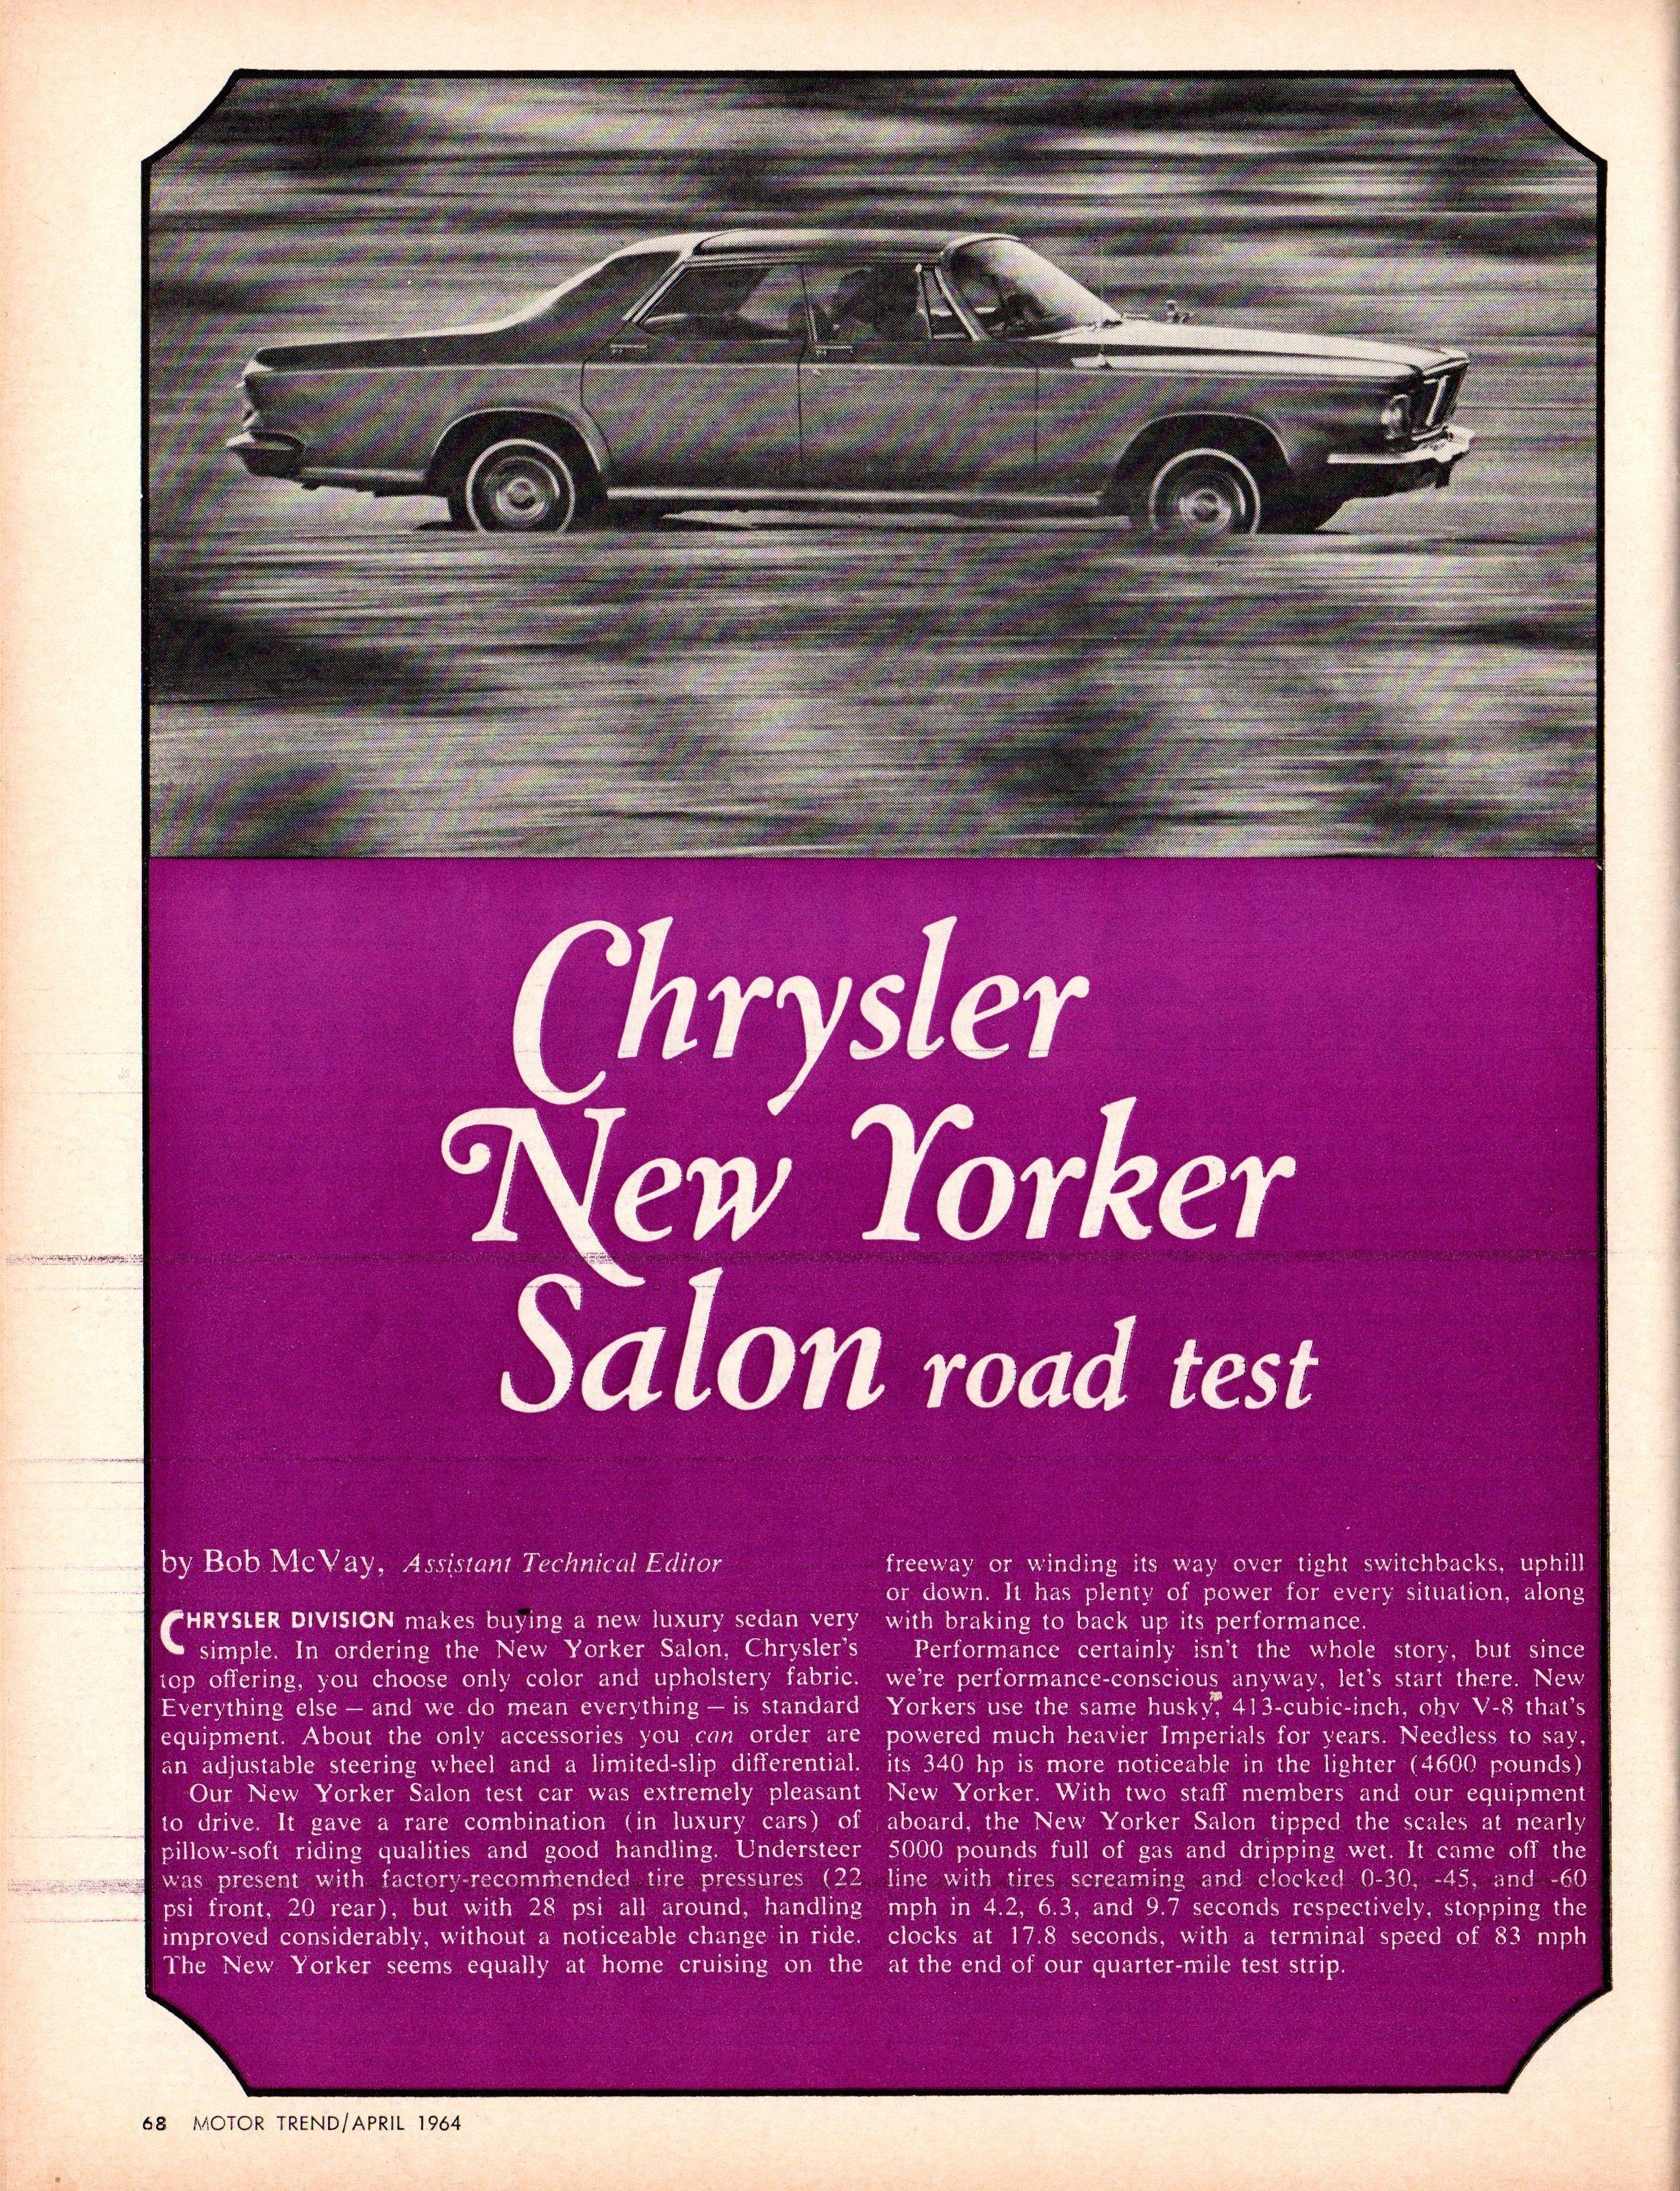 Chrysler
New Yorker
Salon road test
by Bob McVay, Assistant Technical Editor
CHRYSLER DIVISION makes buying a new luxury sedan very
simple. In ordering the New Yorker Salon, Chrysler's
top offering, you choose only color and upholstery fabric.
Everything else — and we do mean everything — is standard
equipment. About the only accessories you can order are
an adjustable steering wheel and a limited-slip differential.
Our New Yorker Salon test car was extremely pleasant
to drive. It gave a rare combination (in luxury cars) of
pillow-soft riding qualities and good handling. Understeer
was present with factory-recommended tire pressures (22
psi front, 20 rear), but with 28 psi all around, handling
improved considerably, without a noticeable change in ride.
The New Yorker seems equally at home cruising on the
freeway or winding its way over tight switchbacks, uphill
or down. It has plenty of power for every situation, along
with braking to back up its performance.
Performance certainly isn't the whole story, but since
we're performance-conscious anyway, let's start there. New
Yorkers use the same husky, 413-cubic-inch, ohv V-8 that's
powered much heavier Imperials for years. Needless to say,
its 340 hp is more noticeable in the lighter (4600 pounds)
New Yorker. With two staff members and our equipment
aboard, the New Yorker Salon tipped the scales at nearly
5000 pounds full of gas and dripping wet. It came off the
line with tires screaming and clocked 0-30, -45, and -60
mph in 4.2, 6.3, and 9.7 seconds respectively, stopping the
clocks at 17.8 seconds, with a terminal speed of 83 mph
at the end of our quarter-mile test strip.
68 MOTOR TREND/APRIL 1964